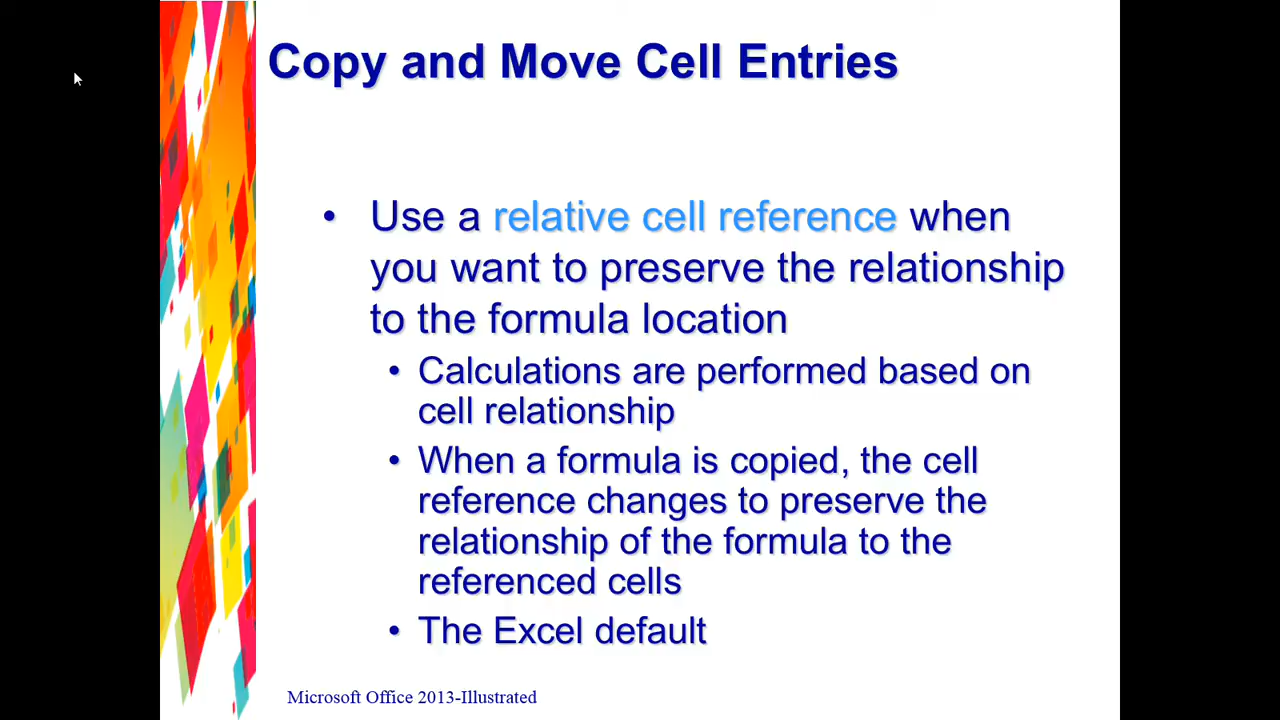 Copy and Move Cell Entries
• Use a relative cell reference when
you want to preserve the relationship
to the formula location
• Calculations are performed based on
cell relationship
• When a formula is copied, the cell
reference changes to preserve the
relationship of the formula to the
referenced cells
• The Excel default
Microsoft Office 2013-Illustrated